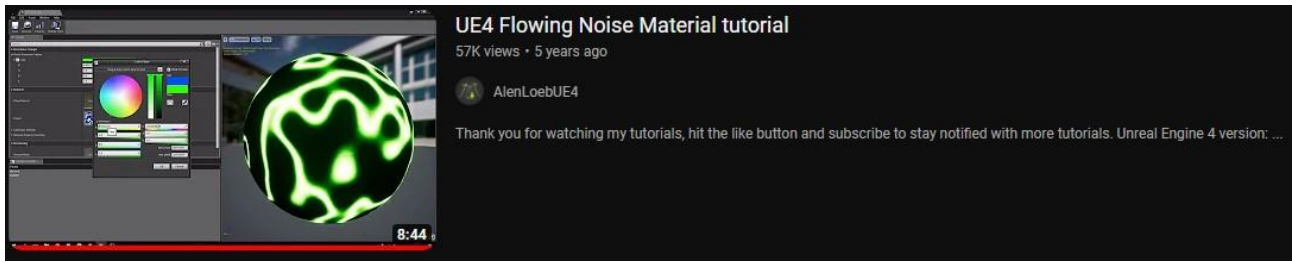 UE4 Flowing Noise Material tutorial
57K views • 5 years ago
AlenLoebUE4
Thank you for watching my tutorials, hit the like button and subscribe to stay notified with more tutorials. Unreal Engine 4 version: ...
8:44